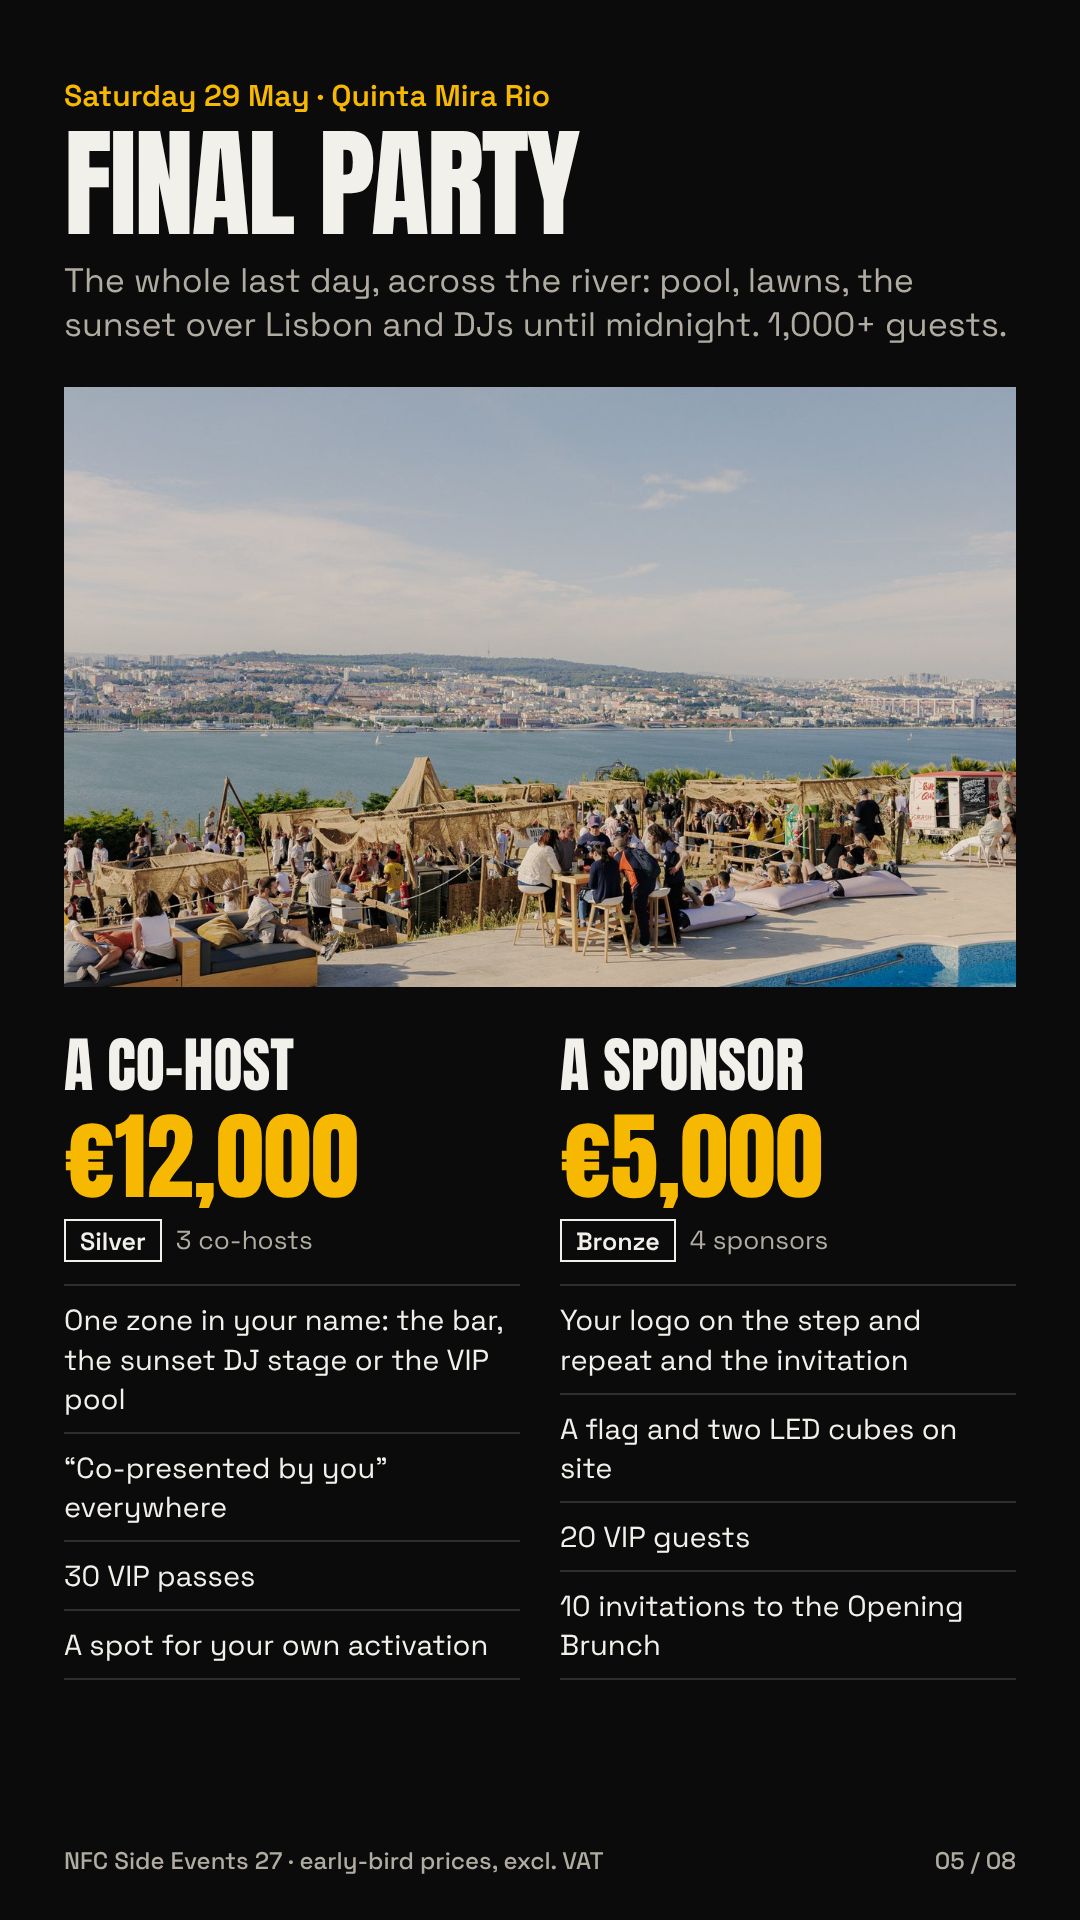 Saturday 29 May · Quinta Mira Rio
FINAL PARTY
The whole last day, across the river: pool, lawns, the
sunset over Lisbon and DJs until midnight. 1,000+ guests.
A CO-HOST
€12,000
Silver 3 co-hosts
One zone in your name: the bar,
the sunset DJ stage or the VIP
pool
“Co-presented by you”
everywhere
30 VIP passes
A spot for your own activation
A SPONSOR
€5,000
Bronze 4 sponsors
Your logo on the step and
repeat and the invitation
A flag and two LED cubes on
site
20 VIP guests
10 invitations to the Opening
Brunch
NFC Side Events 27 · early-bird prices, excl. VAT
05 / 08